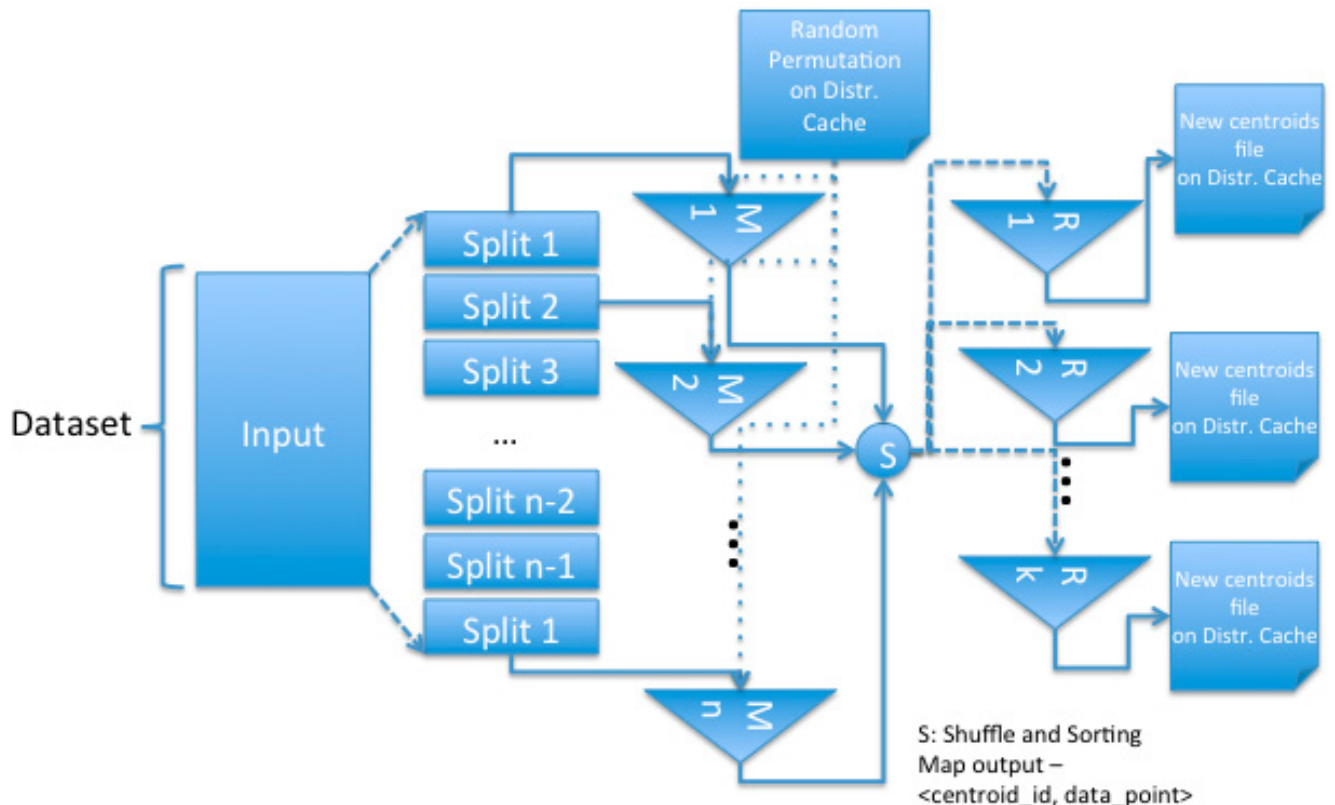 Random
Permutation
on Distr.
Cache
New centroids
file
on Distr. Cache
M
1
R
1
Split 1
Split 2
Split 3
...
Split n-2
Split n-1
Split 1
Dataset
Input
M
2
S
R
2
New centroids
file
on Distr. Cache
M
n
R
k
New centroids
file
on Distr. Cache
S: Shuffle and Sorting
Map output –
<centroid_id, data_point>